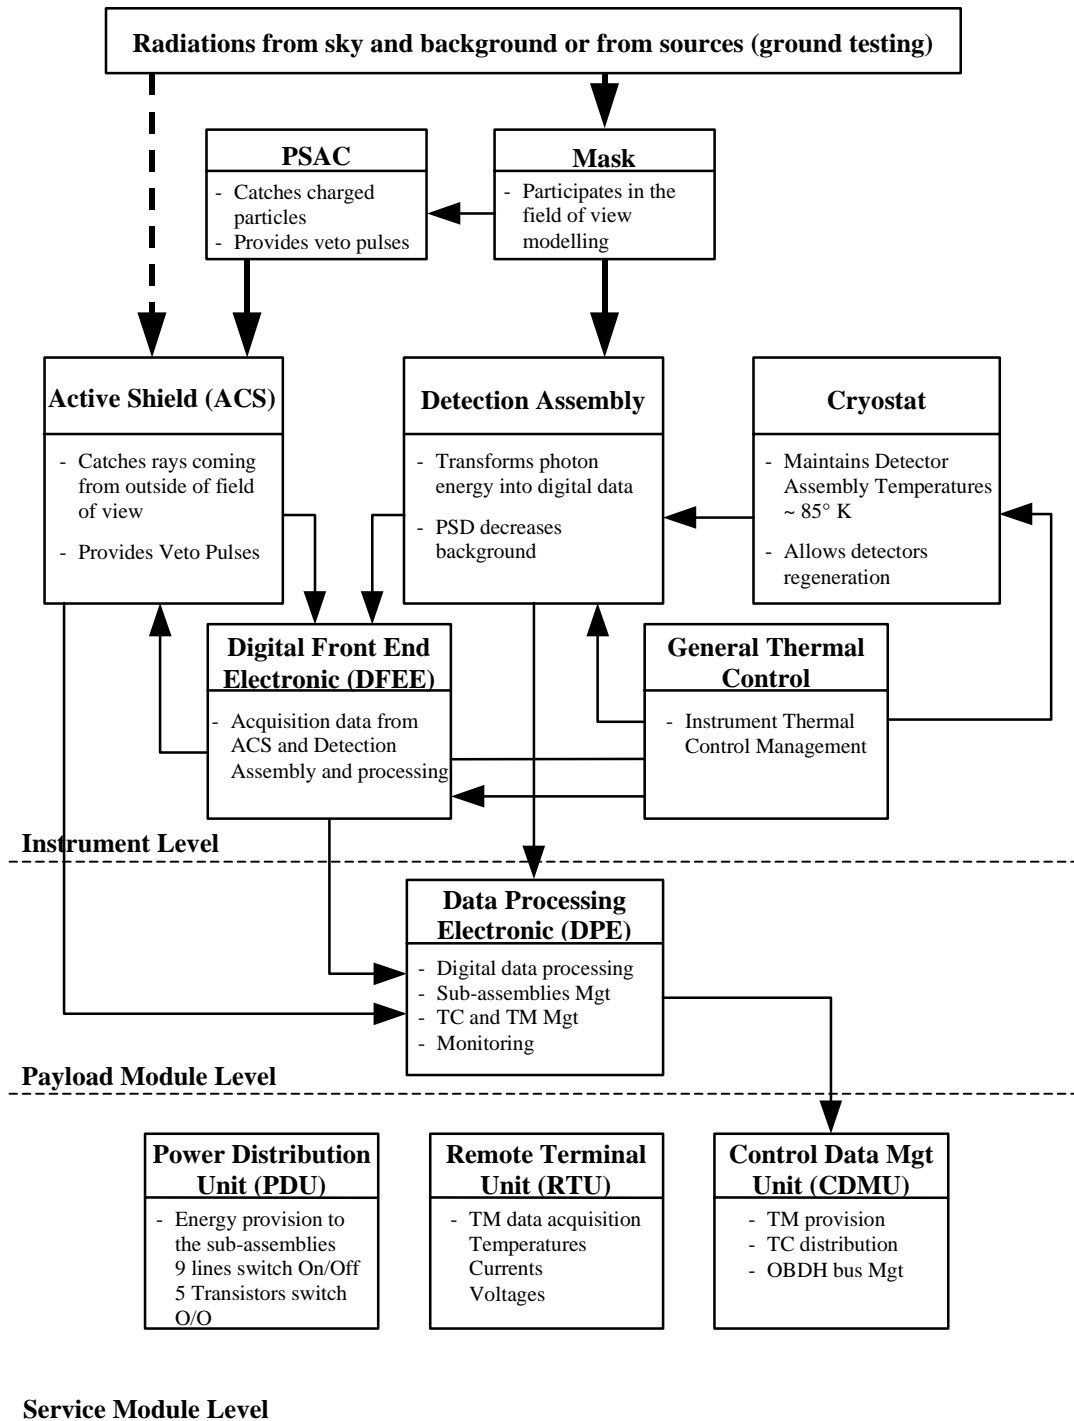 Radiations from sky and background or from sources (ground testing)
PSAC
- Catches charged
particles
- Provides veto pulses
Mask
- Participates in the
field of view
modelling
Active Shield (ACS)
- Catches rays coming
from outside of field
of view
- Provides Veto Pulses
Detection Assembly
- Transforms photon
energy into digital data
- PSD decreases
background
Cryostat
- Maintains Detector
Assembly Temperatures
~ 85° K
- Allows detectors
regeneration
Digital Front End
Electronic (DFEE)
- Acquisition data from
ACS and Detection
Assembly and processing
General Thermal
Control
- Instrument Thermal
Control Management
Instrument Level
Data Processing
Electronic (DPE)
- Digital data processing
- Sub-assemblies Mgt
- TC and TM Mgt
- Monitoring
Payload Module Level
Power Distribution
Unit (PDU)
- Energy provision to
the sub-assemblies
9 lines switch On/Off
5 Transistors switch
O/O
Remote Terminal
Unit (RTU)
- TM data acquisition
Temperatures
Currents
Voltages
Control Data Mgt
Unit (CDMU)
- TM provision
- TC distribution
- OBDH bus Mgt
Service Module Level